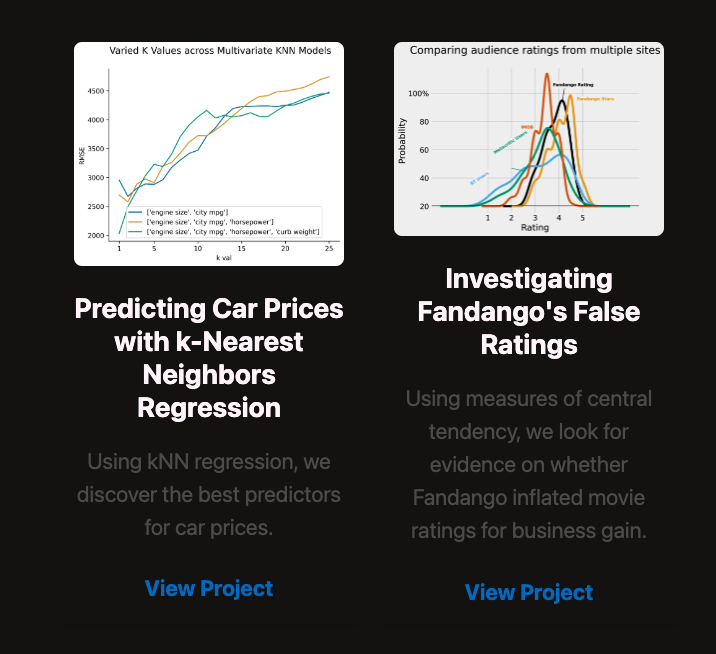 Varied K Values across Multivariate KNN Models
4500
4000
3500
3000
2500
2000
RMSE
['engine size', 'city mpg']
['engine size', 'city mpg', 'horsepower']
['engine size', 'city mpg', 'horsepower', 'curb weight']
1 5 10 15 20 25
k val
Predicting Car Prices
with k-Nearest
Neighbors
Regression
Using kNN regression, we
discover the best predictors
for car prices.
View Project
Comparing audience ratings from multiple sites
Fandango Rating
Fandango Stars
100%
80
60
40
20
Probability
IMDB
1 2 3 4 5
Rating
Investigating
Fandango's False
Ratings
Using measures of central
tendency, we look for
evidence on whether
Fandango inflated movie
ratings for business gain.
View Project